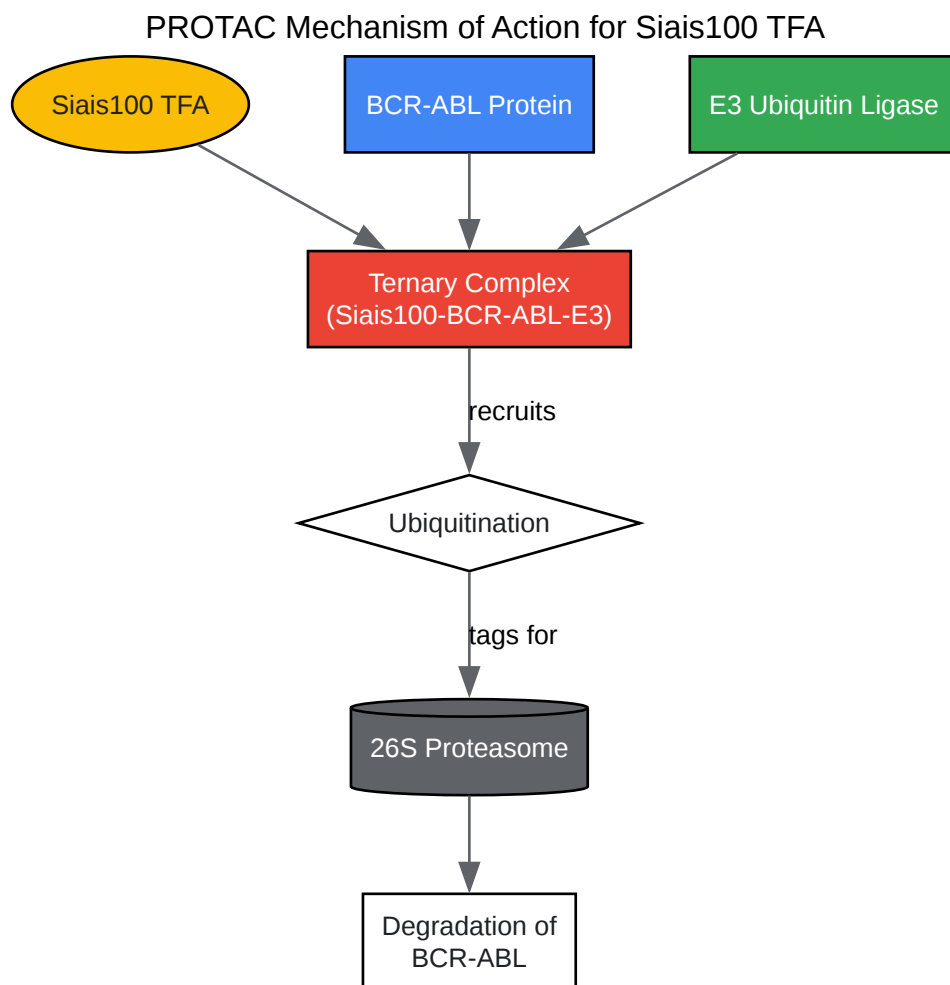 PROTAC Mechanism of Action for Siais100 TFA
Siais100 TFA
BCR-ABL Protein
E3 Ubiquitin Ligase
Ternary Complex
(Siais100-BCR-ABL-E3)
recruits
Ubiquitination
tags for
26S Proteasome
Degradation of
BCR-ABL